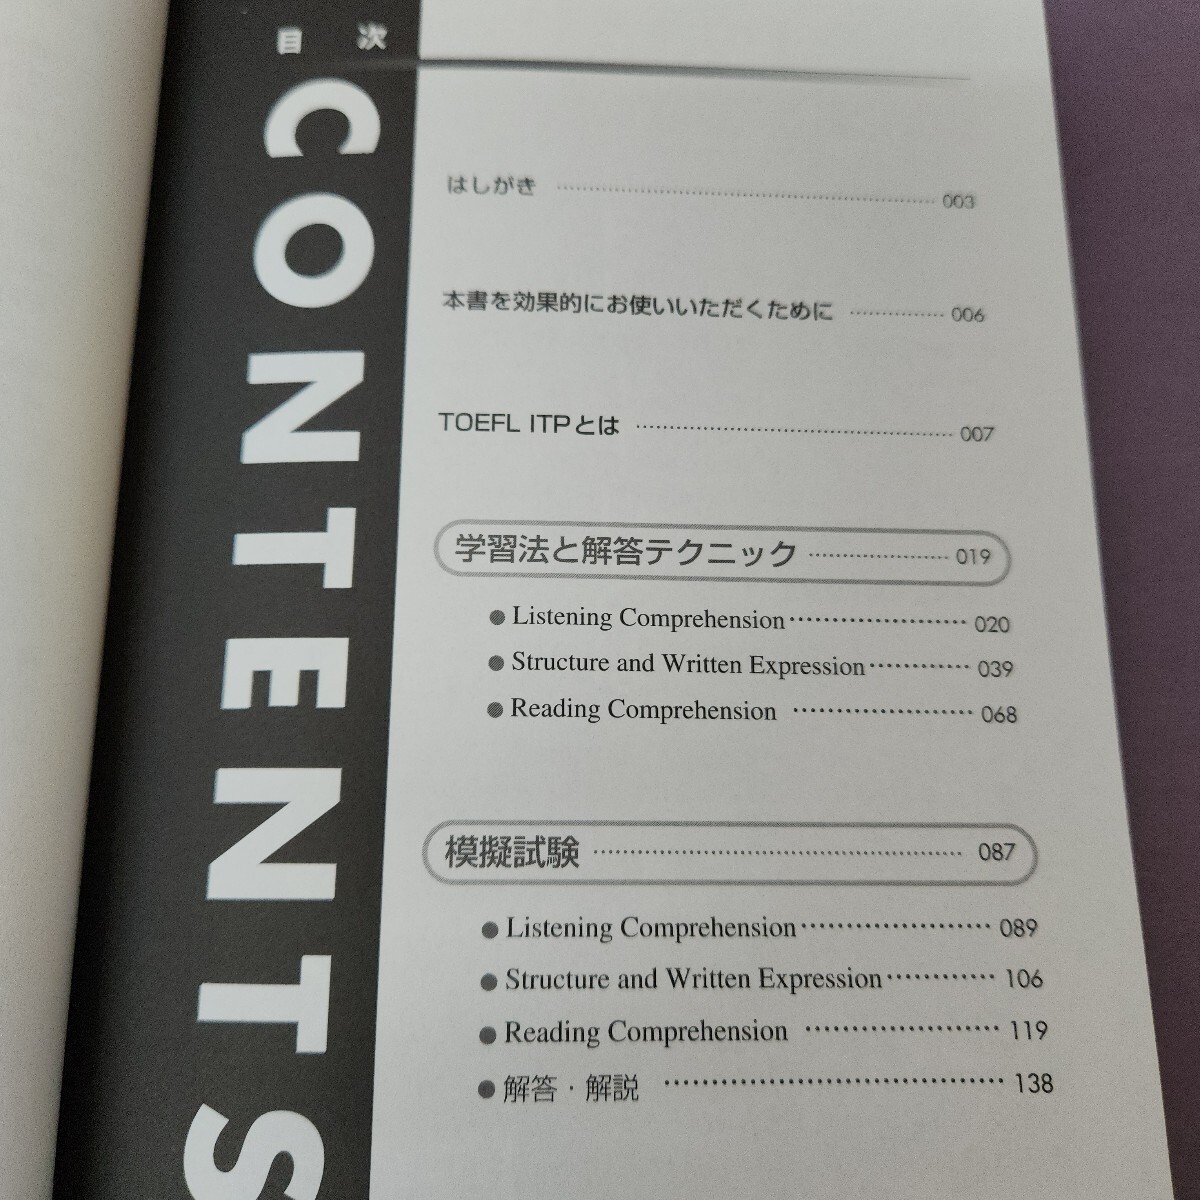 目 次
CONTENTS
はしがき ………… 003
本書を効果的にお使いいただくために ………… 006
TOEFL ITPとは ………… 007
学習法と解答テクニック ………… 019
● Listening Comprehension ………… 020
● Structure and Written Expression ………… 039
● Reading Comprehension ………… 068
模擬試験 ………… 087
● Listening Comprehension ………… 089
● Structure and Written Expression ………… 106
● Reading Comprehension ………… 119
● 解答・解説 ………… 138